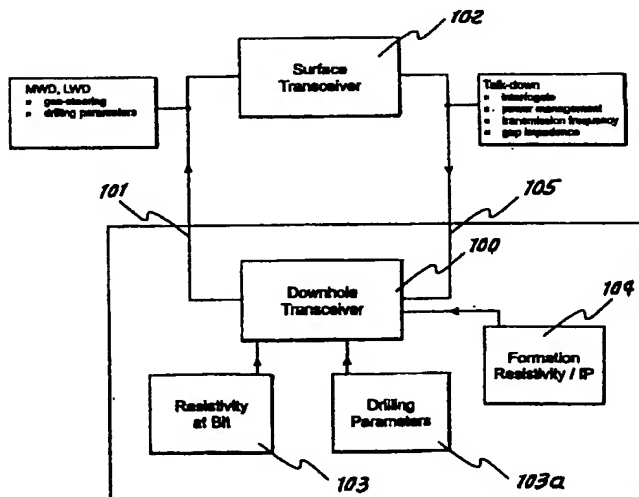 102
Surface
Transceiver
MWD, LWD
geo-steering
drilling parameters
Talk-down
interrogate
power management
transmission frequency
gap impedance
101
105
100
Downhole
Transceiver
104
Formation
Resistivity / IP
Resistivity
at Bit
Drilling
Parameters
103
103a